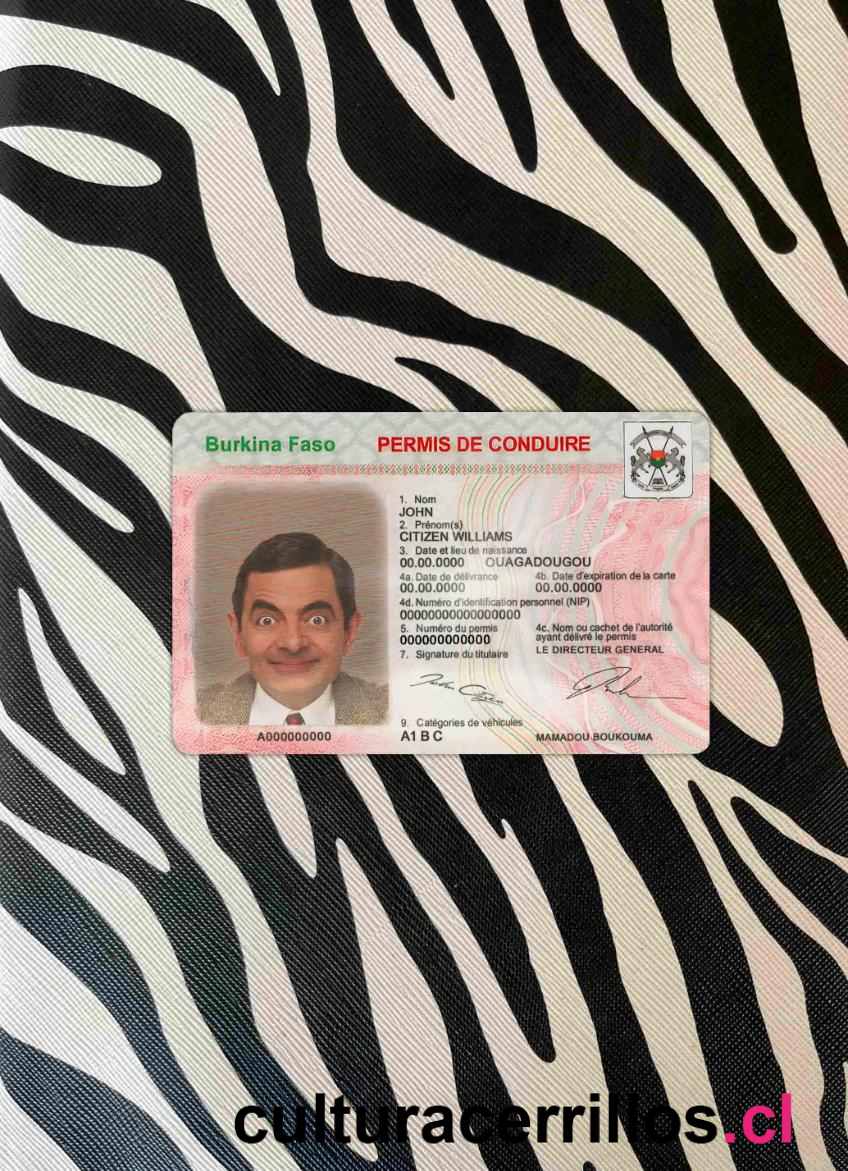 Burkina Faso PERMIS DE CONDUIRE
1. Nom
JOHN
2. Prénom(s)
CITIZEN WILLIAMS
3. Date et lieu de naissance
00.00.0000 OUAGADOUGOU
4a. Date de délivrance 4b. Date d'expiration de la carte
00.00.0000 00.00.0000
4d. Numéro d'identification personnel (NIP)
00000000000000000
5. Numéro du permis 4c. Nom ou cachet de l'autorité
000000000000 ayant délivré le permis
7. Signature du titulaire LE DIRECTEUR GENERAL
9. Catégories de véhicules
A000000000 A1 B C MAMADOU BOUKOUMA
culturacerrillos.cl